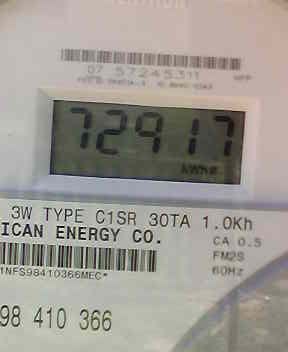 07 57245311
72917
kWh
3W TYPE C1SR 30TA 1.0Kh
ICAN ENERGY CO.
CA 0.5
FM2S
60Hz
1NFS98410366MEC*
98 410 366